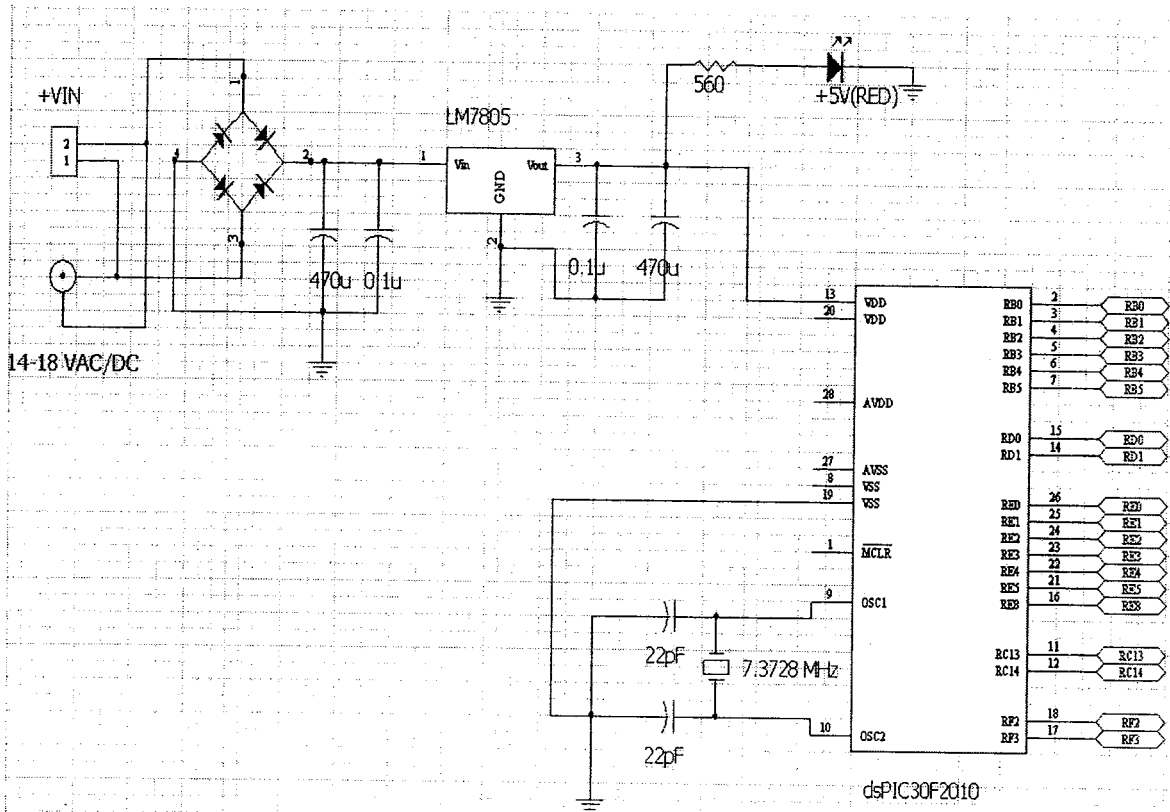 +VIN
2
1
1
4
2
3
14-18 VAC/DC
470u
0.1u
LM7805
1
Vin
Vout
3
GND
2
0.1u
470u
560
+5V(RED)
13 VDD
20 VDD
28 AVDD
27 AVSS
8 VSS
19 VSS
1 MCLR
9 OSC1
10 OSC2
RB0 2 RB0
RB1 3 RB1
RB2 4 RB2
RB3 5 RB3
RB4 6 RB4
RB5 7 RB5
RD0 15 RD0
RD1 14 RD1
RE0 26 RE0
RE1 25 RE1
RE2 24 RE2
RE3 23 RE3
RE4 22 RE4
RE5 21 RE5
RE8 16 RE8
RC13 11 RC13
RC14 12 RC14
RF2 18 RF2
RF3 17 RF3
22pF
7.3728 MHz
22pF
dsPIC30F2010